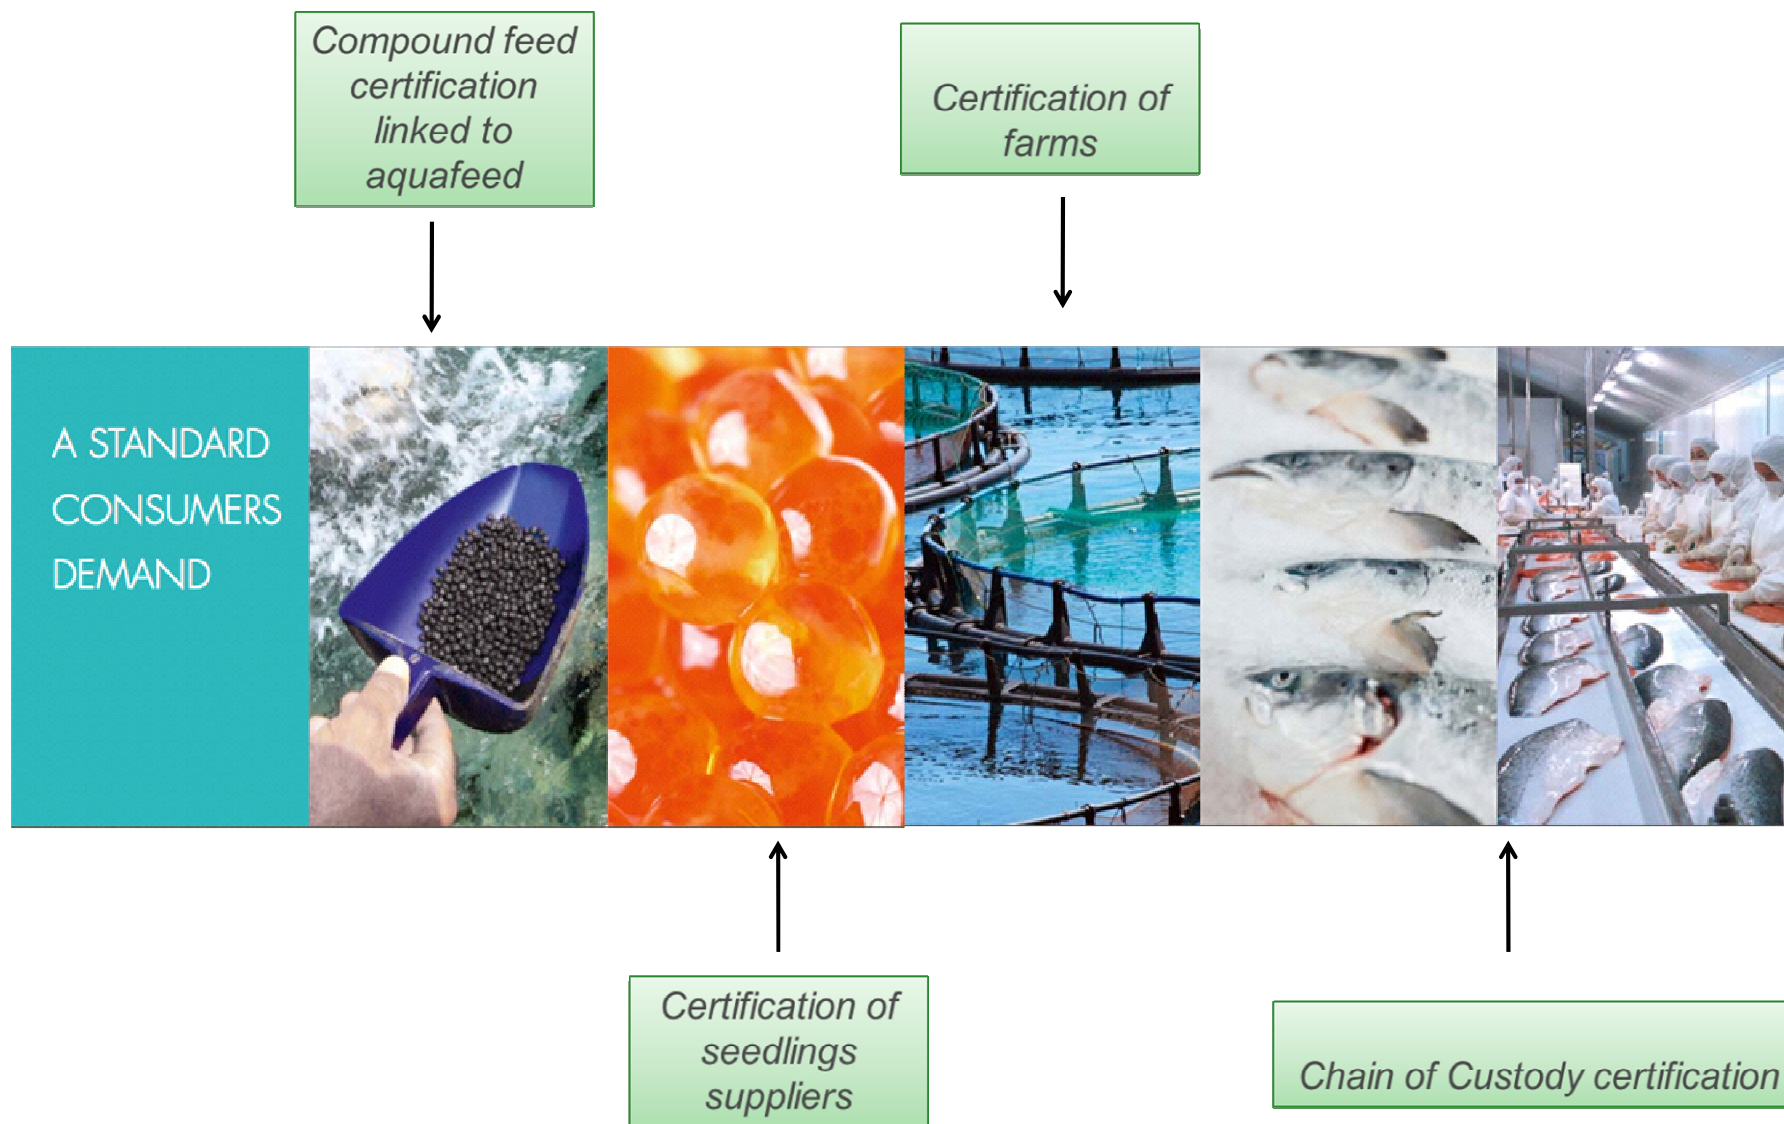 Compound feed
certification
linked to
aquafeed
Certification of
farms
A STANDARD
CONSUMERS
DEMAND
Certification of
seedlings
suppliers
Chain of Custody certification